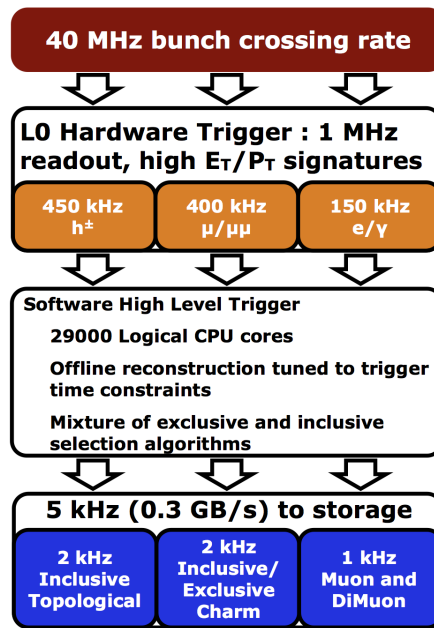 40 MHz bunch crossing rate
L0 Hardware Trigger : 1 MHz
readout, high Eᴛ/Pᴛ signatures
450 kHz
h±
400 kHz
μ/μμ
150 kHz
e/γ
Software High Level Trigger
29000 Logical CPU cores
Offline reconstruction tuned to trigger
time constraints
Mixture of exclusive and inclusive
selection algorithms
5 kHz (0.3 GB/s) to storage
2 kHz
Inclusive
Topological
2 kHz
Inclusive/
Exclusive
Charm
1 kHz
Muon and
DiMuon